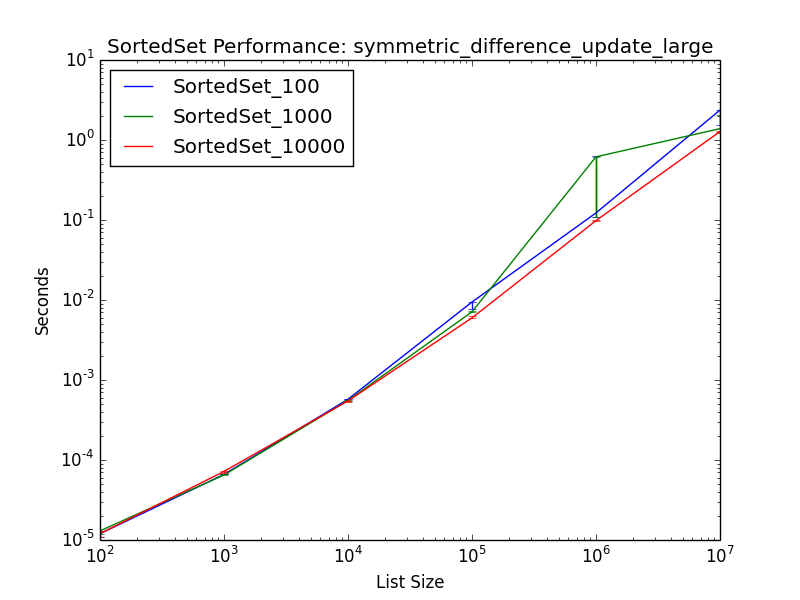 SortedSet Performance: symmetric_difference_update_large
10^1
SortedSet_100
SortedSet_1000
SortedSet_10000
10^0
10^-1
10^-2
10^-3
10^-4
10^-5
Seconds
10^2 10^3 10^4 10^5 10^6 10^7
List Size